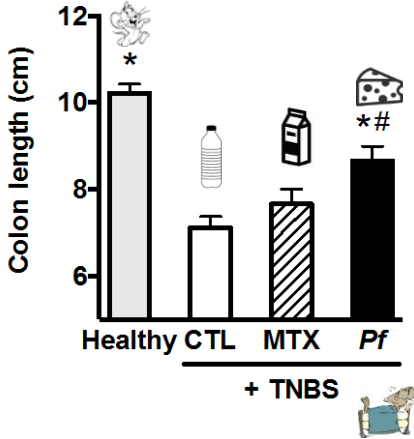 Colon length (cm)
12
10
8
6
*
*#
Healthy CTL MTX Pf
+ TNBS